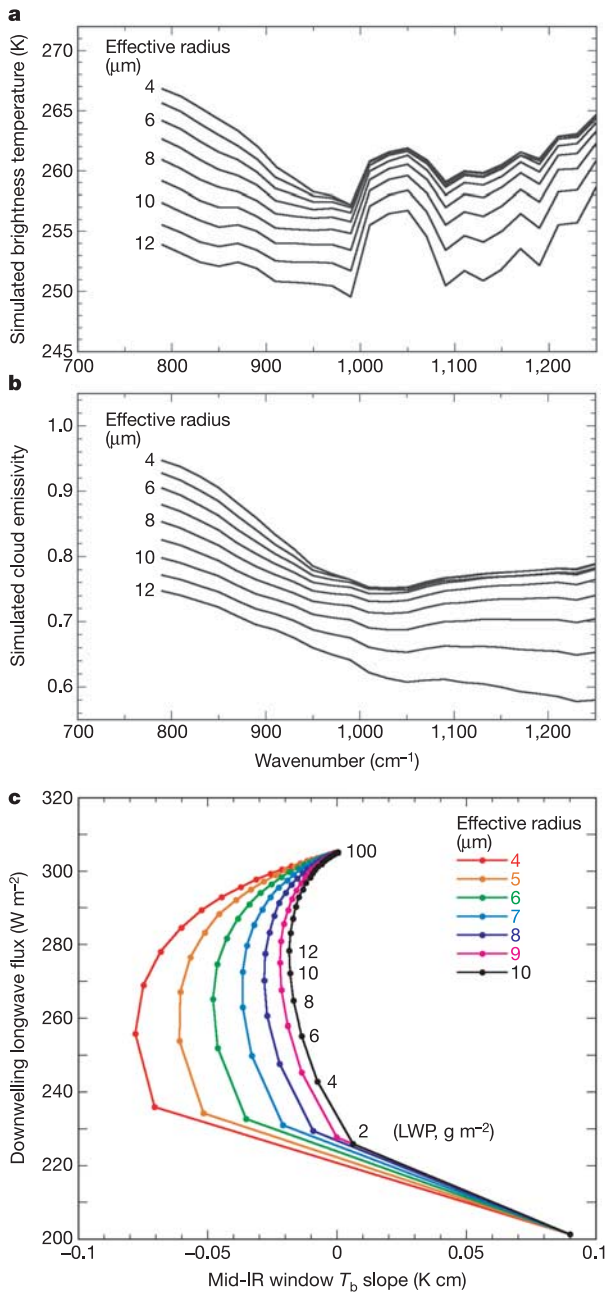 a
Simulated brightness temperature (K)
270
265
260
255
250
245
Effective radius
(μm)
4
6
8
10
12
700 800 900 1,000 1,100 1,200
b
Simulated cloud emissivity
1.0
0.9
0.8
0.7
0.6
Effective radius
(μm)
4
6
8
10
12
700 800 900 1,000 1,100 1,200
Wavenumber (cm⁻¹)
c
Downwelling longwave flux (W m⁻²)
320
300
280
260
240
220
200
100
12
10
8
6
4
2 (LWP, g m⁻²)
Effective radius
(μm)
4
5
6
7
8
9
10
−0.1 −0.05 0 0.05 0.1
Mid-IR window Tb slope (K cm)